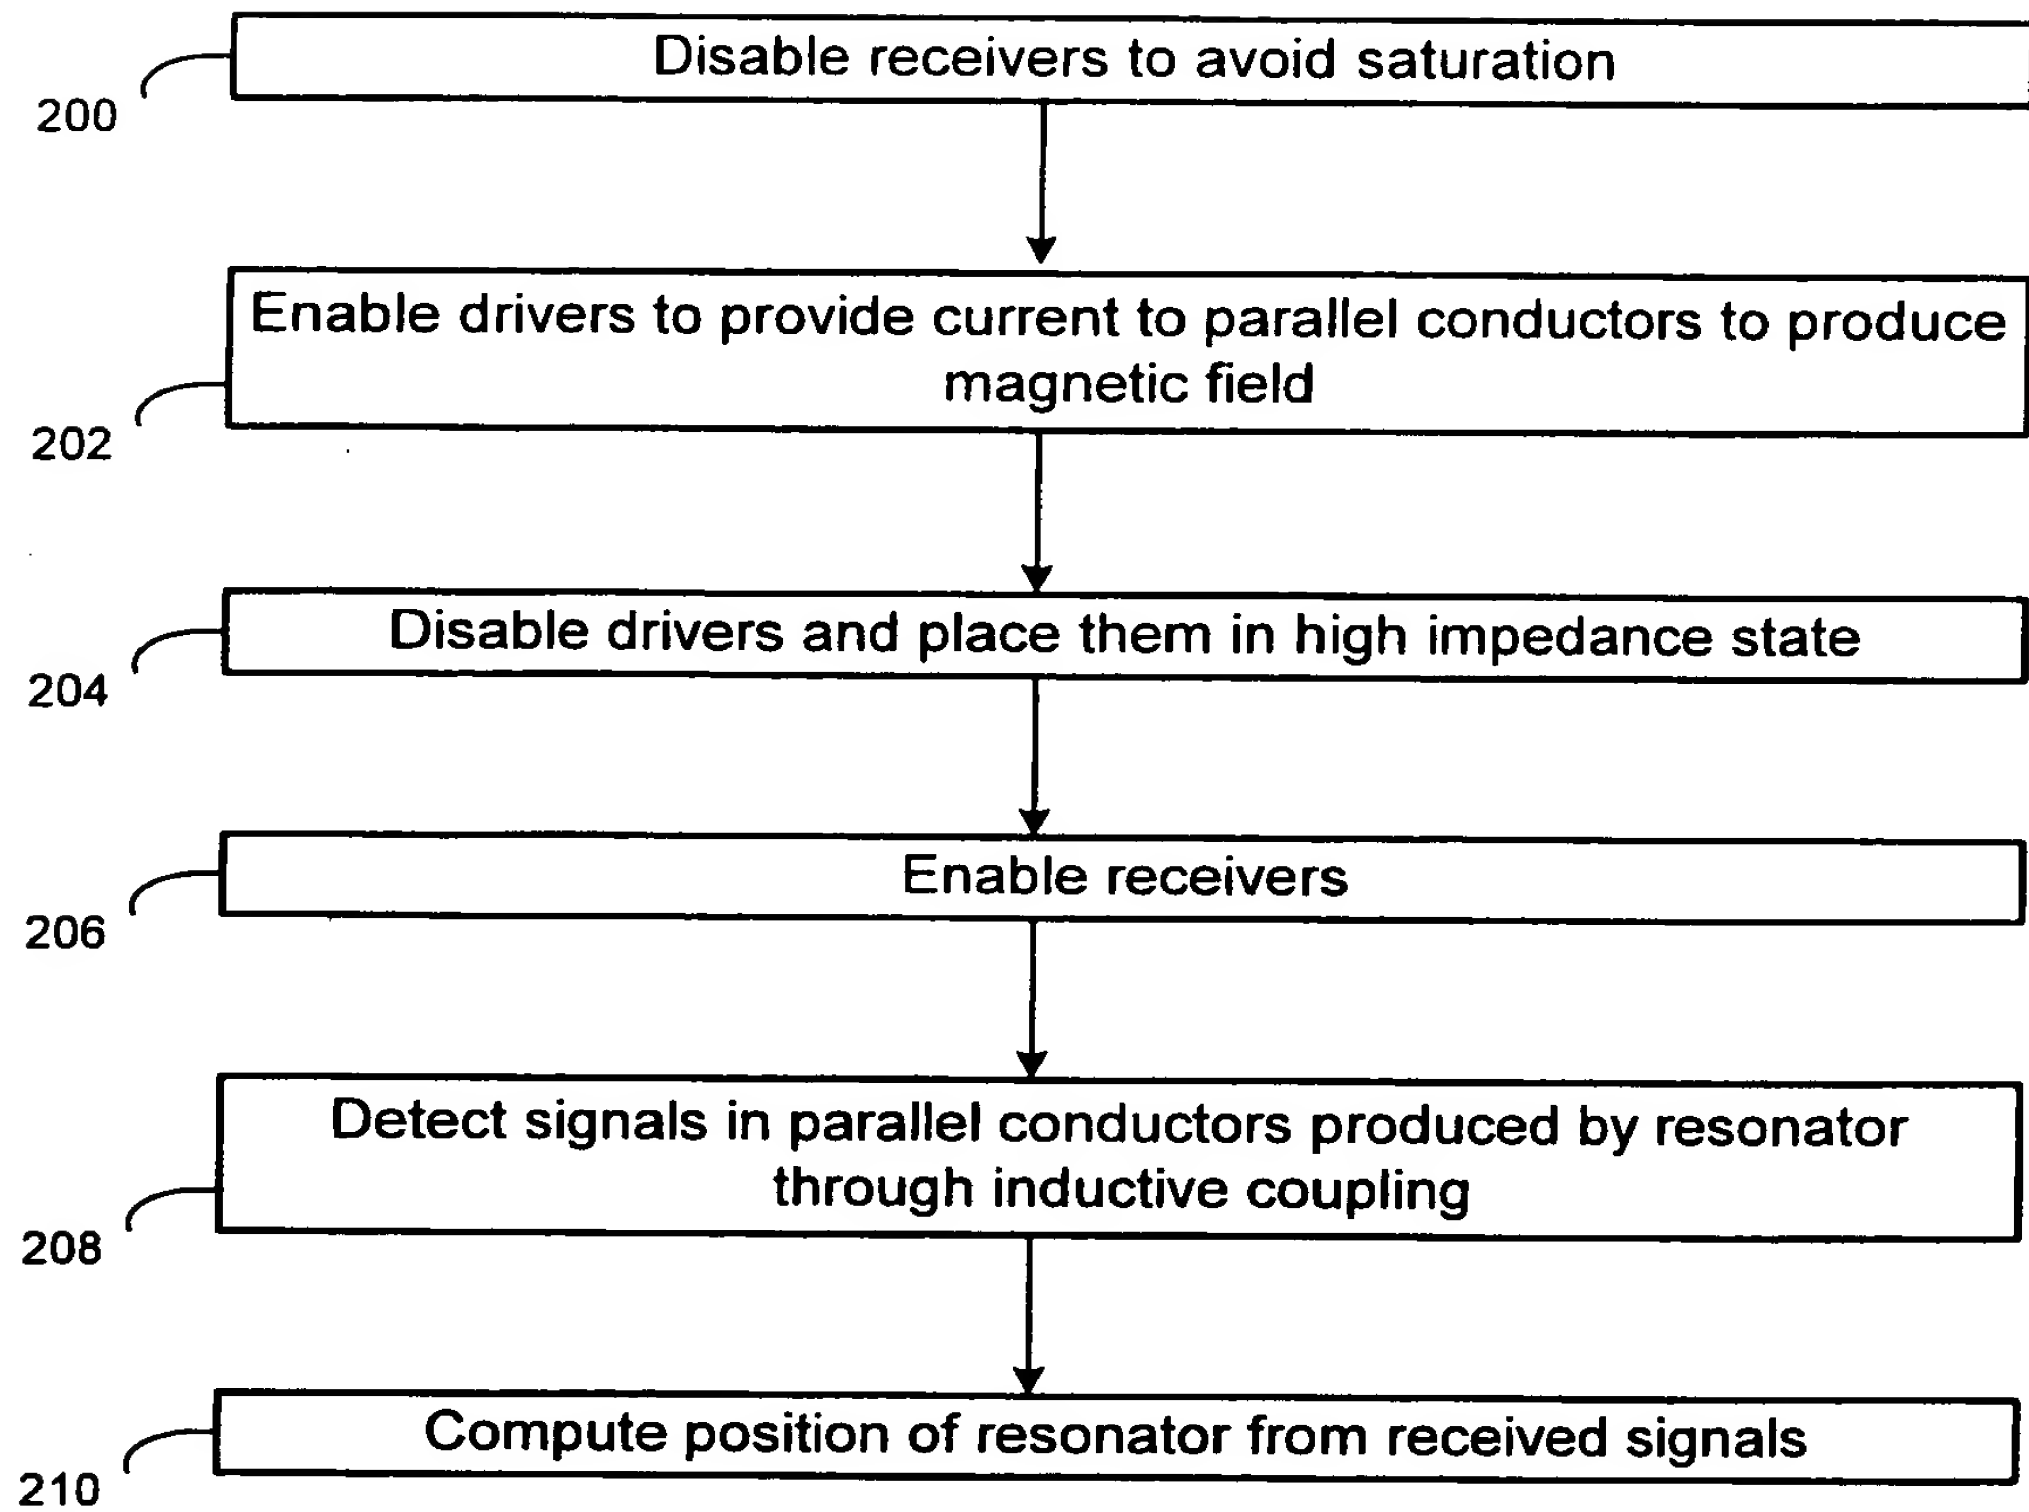 Disable receivers to avoid saturation
200
Enable drivers to provide current to parallel conductors to produce
magnetic field
202
Disable drivers and place them in high impedance state
204
Enable receivers
206
Detect signals in parallel conductors produced by resonator
through inductive coupling
208
Compute position of resonator from received signals
210